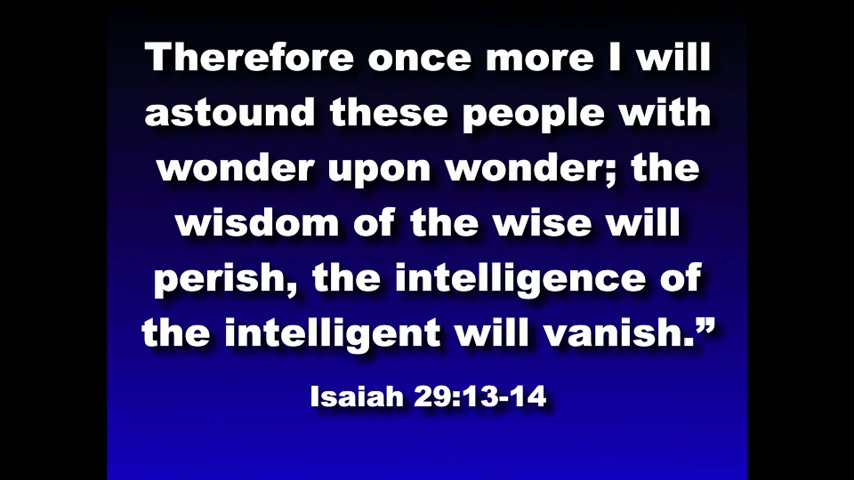 Therefore once more I will
astound these people with
wonder upon wonder; the
wisdom of the wise will
perish, the intelligence of
the intelligent will vanish.”
Isaiah 29:13-14